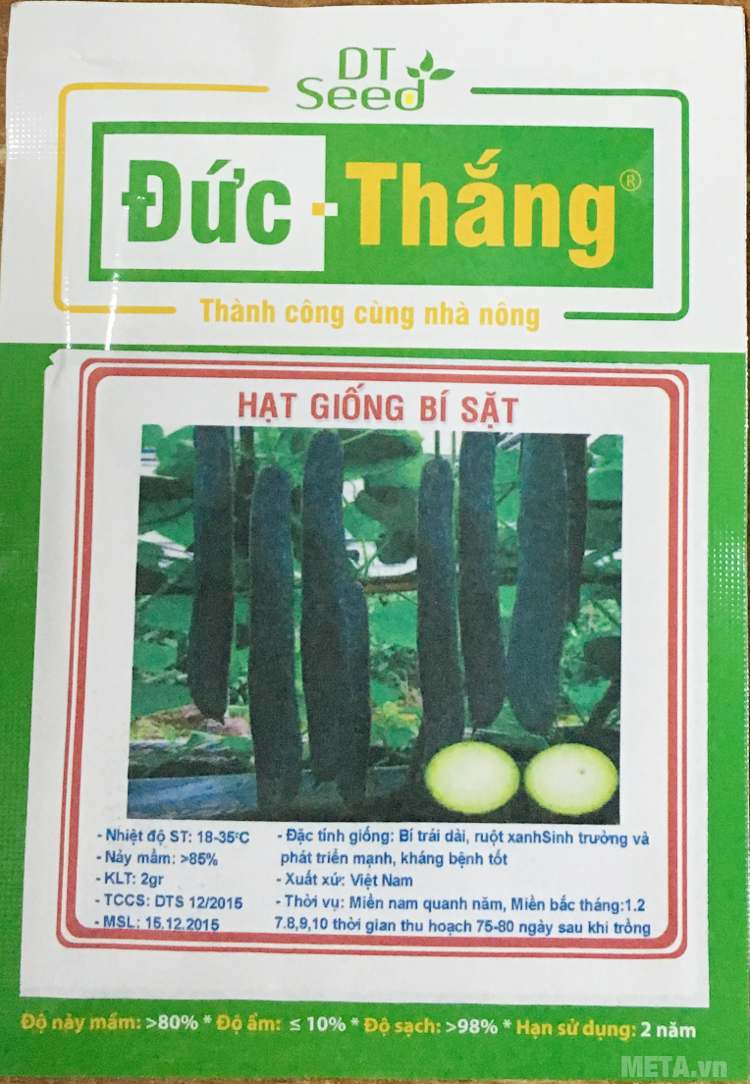 DT
Seed
Đức - Thắng®
Thành công cùng nhà nông
HẠT GIỐNG BÍ SẶT
- Nhiệt độ ST: 18-35°C
- Nảy mầm: >85%
- KLT: 2gr
- TCCS: DTS 12/2015
- MSL: 15.12.2015
- Đặc tính giống: Bí trái dài, ruột xanhSinh trưởng và
phát triển mạnh, kháng bệnh tốt
- Xuất xứ: Việt Nam
- Thời vụ: Miền nam quanh năm, Miền bắc tháng:1.2
7.8,9,10 thời gian thu hoạch 75-80 ngày sau khi trồng
Độ nảy mầm: >80% * Độ ẩm: ≤ 10% * Độ sạch: >98% * Hạn sử dụng: 2 năm
META.vn